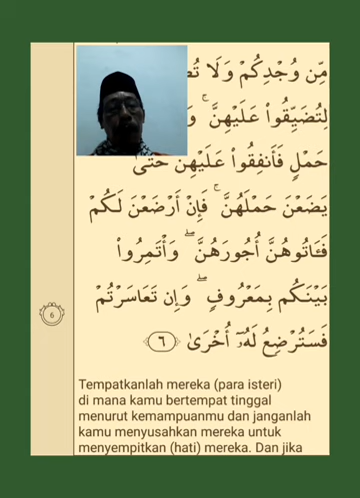 مِّن وُجْدِكُمْ وَلَا
لِتُضَيِّقُوا۟ عَلَيْهِنَّ ۚ
حَمْلٍ فَأَنفِقُوا۟ عَلَيْهِنَّ حَتَّىٰ
يَضَعْنَ حَمْلَهُنَّ ۚ فَإِنْ أَرْضَعْنَ لَكُمْ
فَـَٔاتُوهُنَّ أُجُورَهُنَّ ۖ وَأْتَمِرُوا۟
بَيْنَكُم بِمَعْرُوفٍ ۖ وَإِن تَعَاسَرْتُمْ
6
فَسَتُرْضِعُ لَهُۥٓ أُخْرَىٰ ﴿٦﴾
Tempatkanlah mereka (para isteri)
di mana kamu bertempat tinggal
menurut kemampuanmu dan janganlah
kamu menyusahkan mereka untuk
menyempitkan (hati) mereka. Dan jika